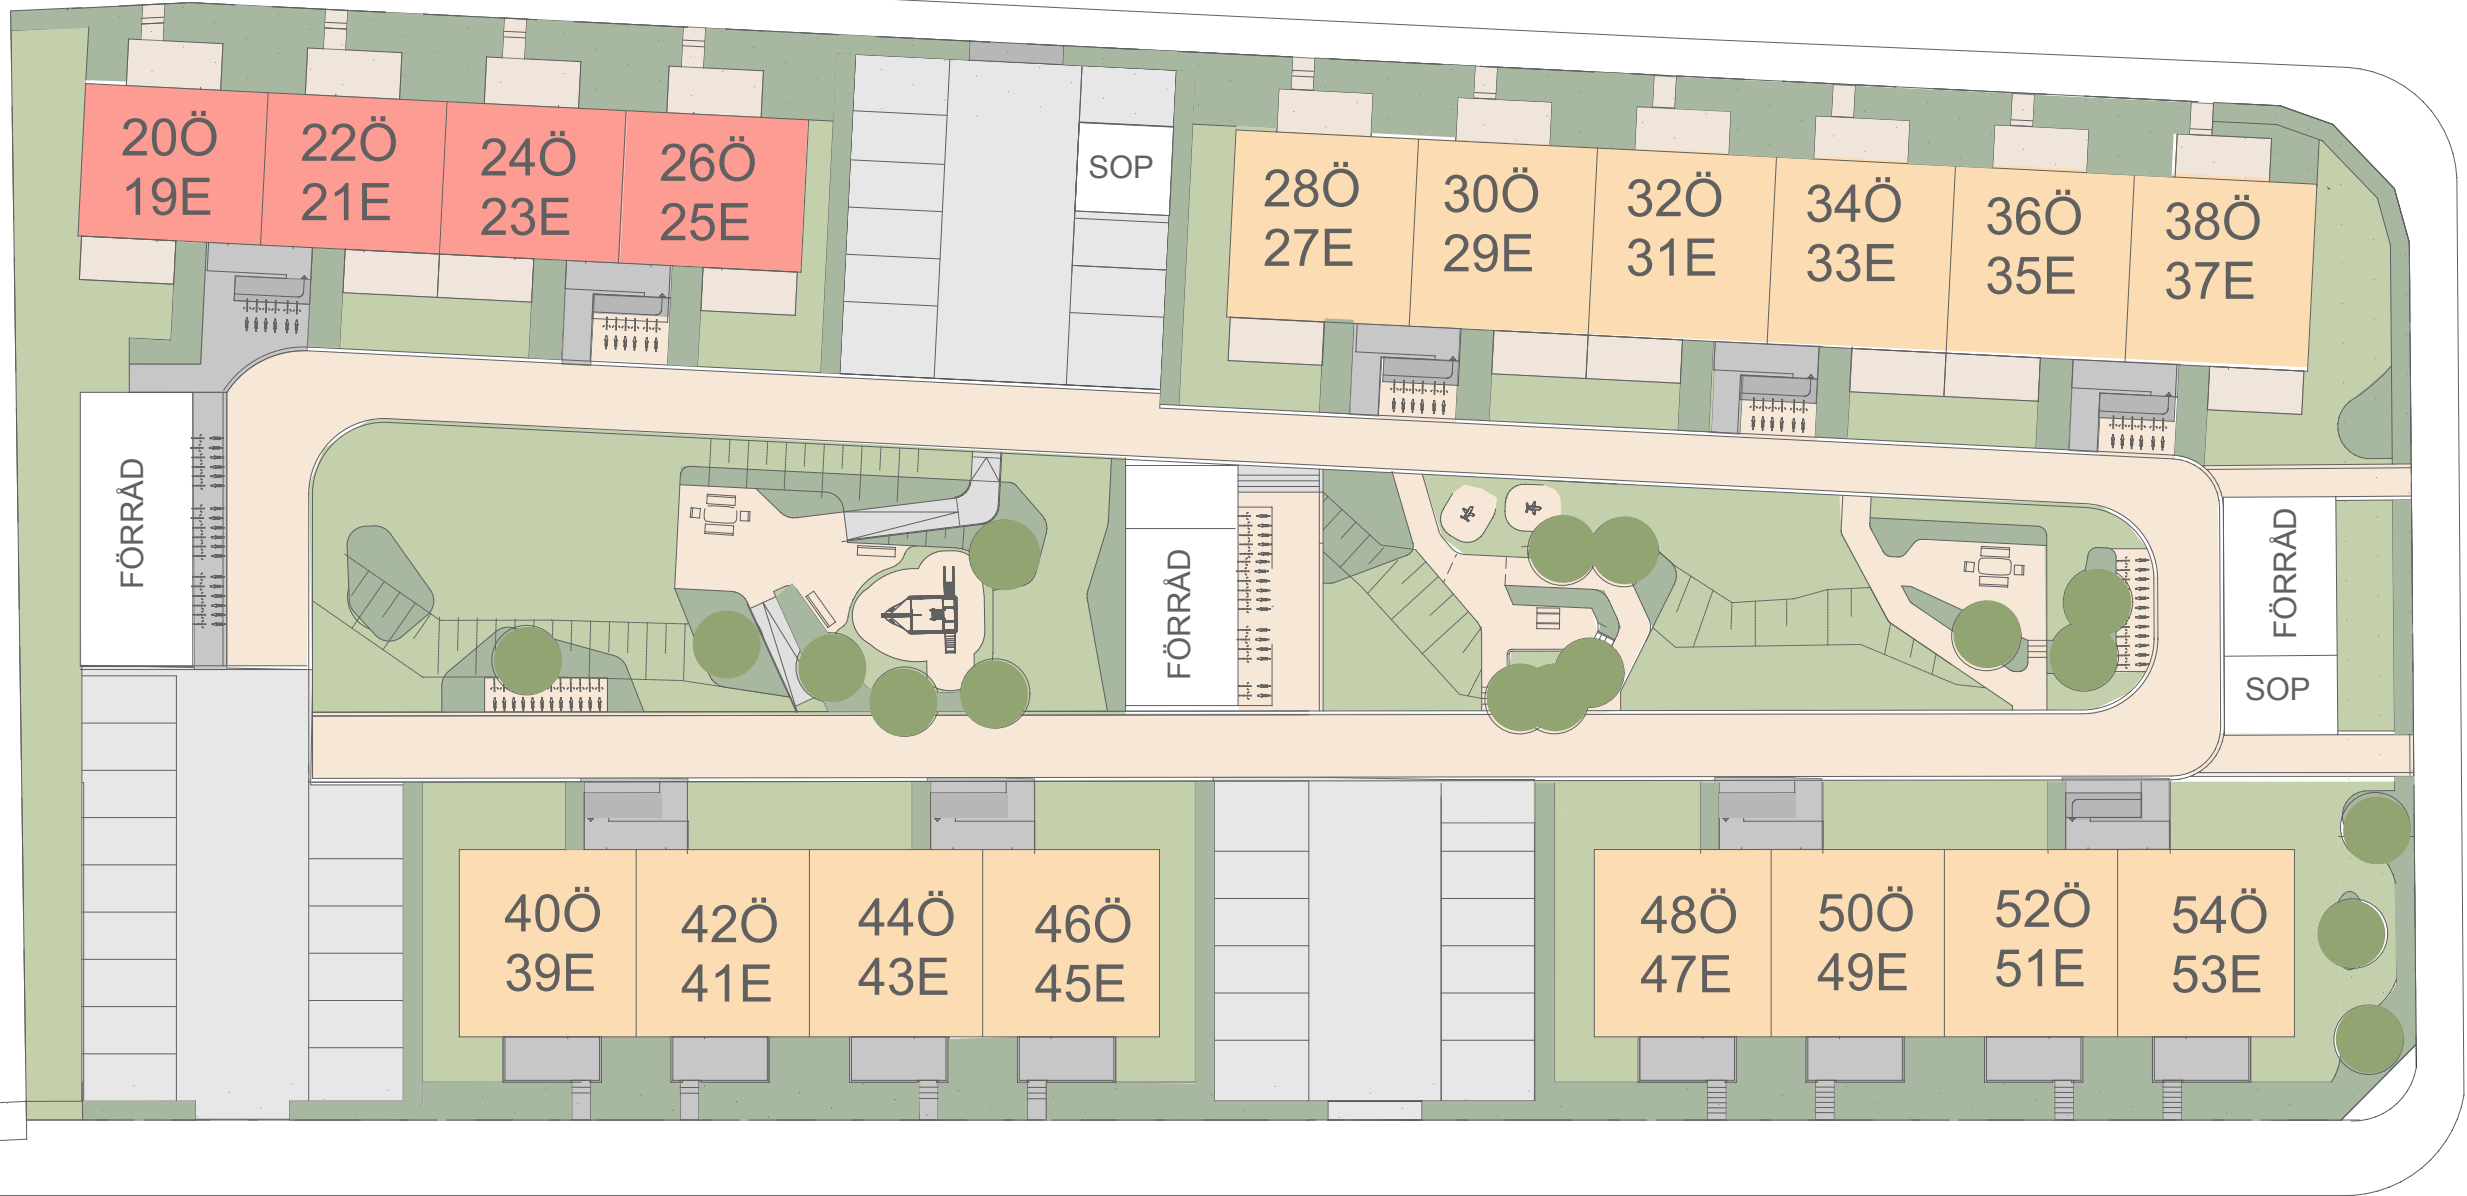 20Ö
19E
22Ö
21E
24Ö
23E
26Ö
25E
SOP
28Ö
27E
30Ö
29E
32Ö
31E
34Ö
33E
36Ö
35E
38Ö
37E
FÖRRÅD
FÖRRÅD
FÖRRÅD
SOP
40Ö
39E
42Ö
41E
44Ö
43E
46Ö
45E
48Ö
47E
50Ö
49E
52Ö
51E
54Ö
53E